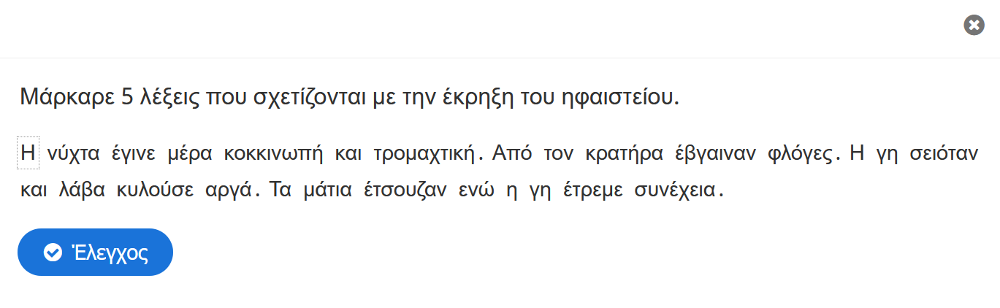 Μάρκαρε 5 λέξεις που σχετίζονται με την έκρηξη του ηφαιστείου.
Η νύχτα έγινε μέρα κοκκινωπή και τρομαχτική. Από τον κρατήρα έβγαιναν φλόγες. Η γη σειόταν
και λάβα κυλούσε αργά. Τα μάτια έτσουζαν ενώ η γη έτρεμε συνέχεια.
Έλεγχος